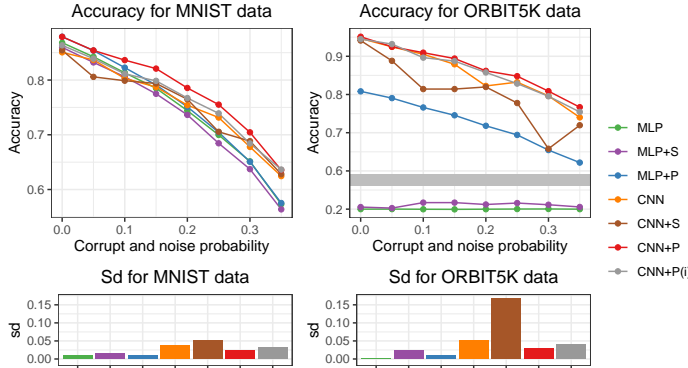 Accuracy for MNIST data
Accuracy for ORBIT5K data
Accuracy
0.8
0.7
0.6
0.0
0.1
0.2
0.3
Corrupt and noise probability
Accuracy
0.9
0.8
0.7
0.6
0.2
0.0
0.1
0.2
0.3
Corrupt and noise probability
MLP
MLP+S
MLP+P
CNN
CNN+S
CNN+P
CNN+P(i)
Sd for MNIST data
Sd for ORBIT5K data
sd
0.15
0.10
0.05
0.00
sd
0.15
0.10
0.05
0.00